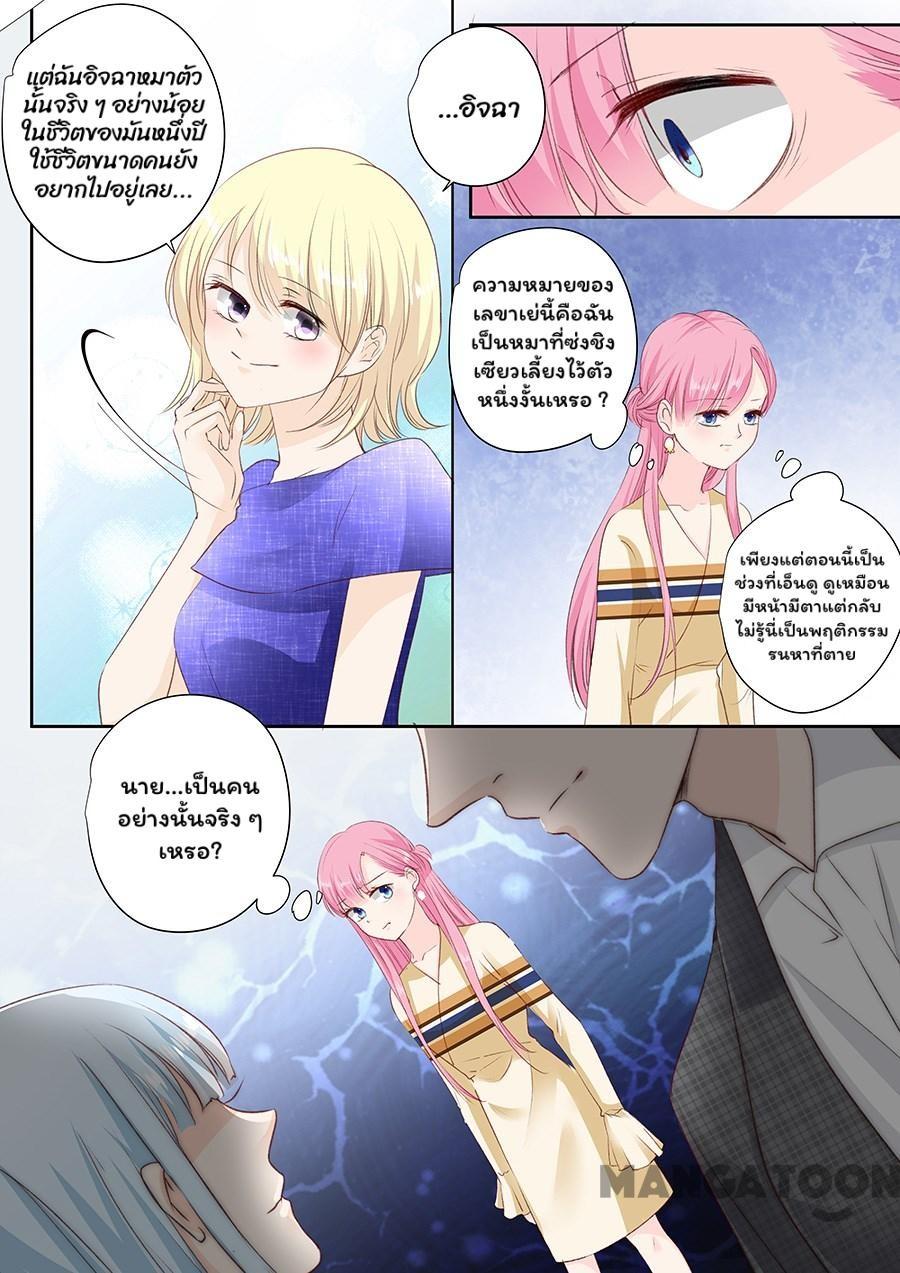 แต่ฉันอิจฉาหมาตัว
นั้นจริง ๆ อย่างน้อย
ในชีวิตของมันหนึ่งปี
ใช้ชีวิตขนาดคนยัง
อยากไปอยู่เลย...
...อิจฉา
ความหมายของ
เลขาเย่นี้คือฉัน
เป็นหมาที่ซ่งชิง
เซียวเลี้ยงไว้ตัว
หนึ่งงั้นเหรอ ?
เพียงแต่ตอนนี้เป็น
ช่วงที่เอ็นดู ดูเหมือน
มีหน้ามีตาแต่กลับ
ไม่รู้นี่เป็นพฤติกรรม
รนหาที่ตาย
นาย...เป็นคน
อย่างนั้นจริง ๆ
เหรอ?
MANGATOON